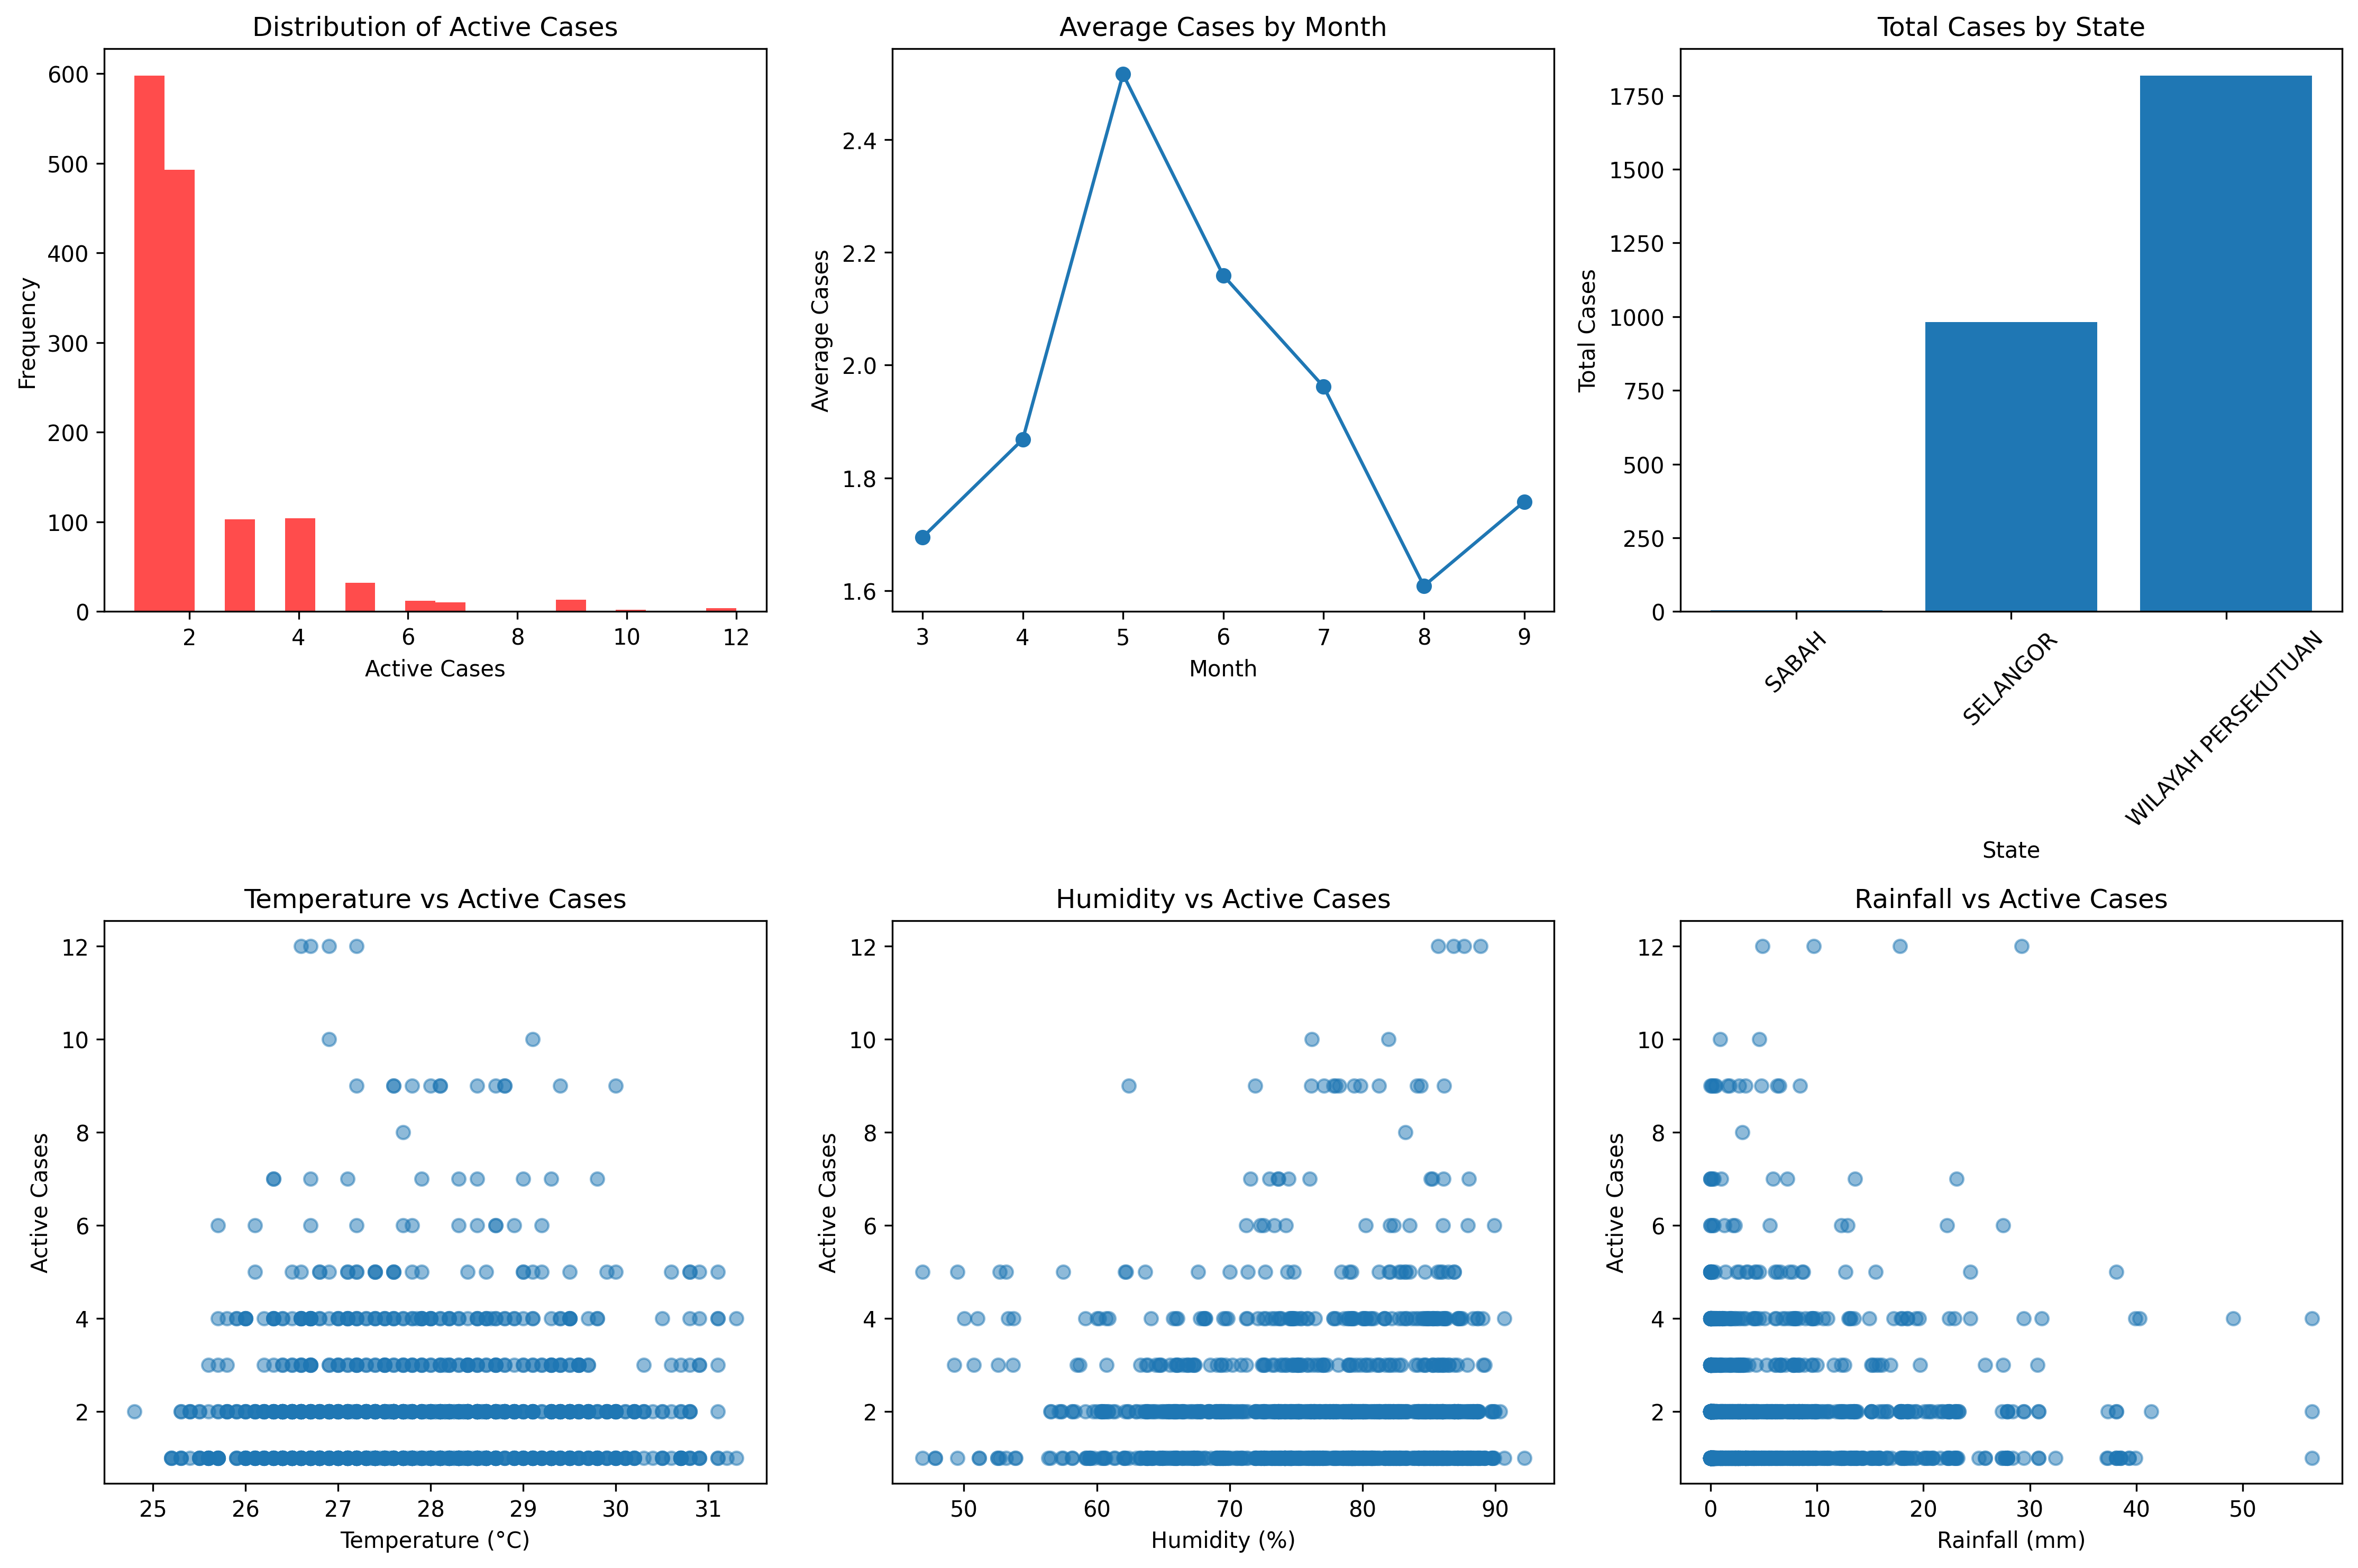 Distribution of Active Cases
600
500
400
300
200
100
0
Frequency
2 4 6 8 10 12
Active Cases
Average Cases by Month
2.4
2.2
2.0
1.8
1.6
Average Cases
3 4 5 6 7 8 9
Month
Total Cases by State
1750
1500
1250
1000
750
500
250
0
Total Cases
SABAH
SELANGOR
WILAYAH PERSEKUTUAN
State
Temperature vs Active Cases
12
10
8
6
4
2
Active Cases
25 26 27 28 29 30 31
Temperature (°C)
Humidity vs Active Cases
12
10
8
6
4
2
Active Cases
50 60 70 80 90
Humidity (%)
Rainfall vs Active Cases
12
10
8
6
4
2
Active Cases
0 10 20 30 40 50
Rainfall (mm)